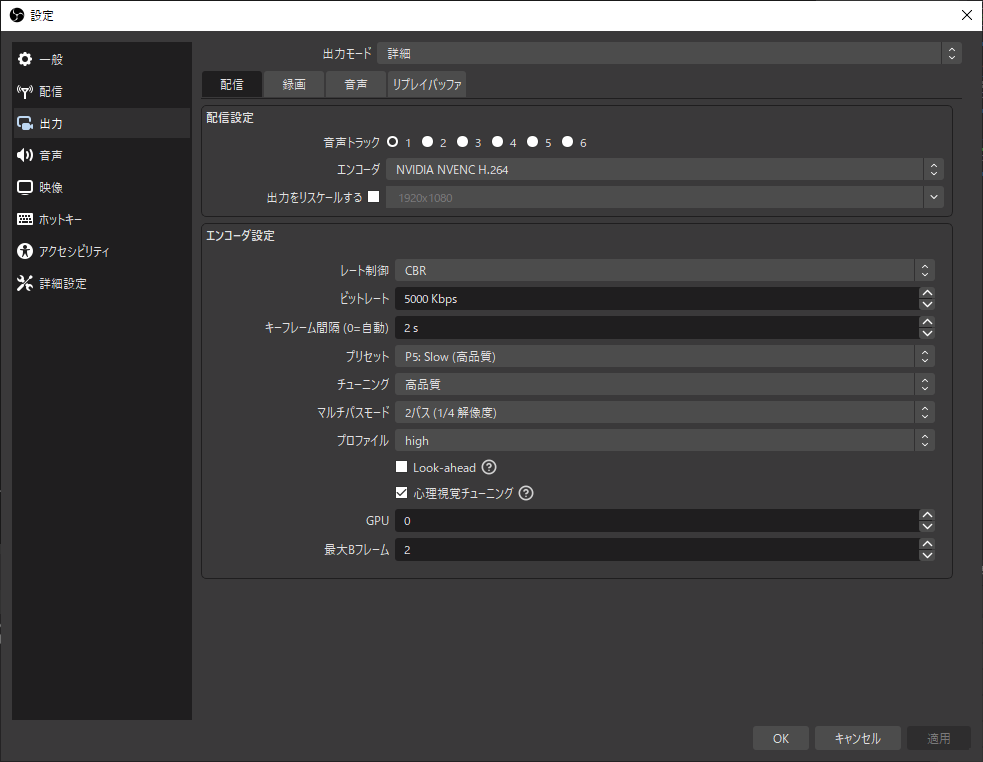 設定
一般
配信
出力
音声
映像
ホットキー
アクセシビリティ
詳細設定
出力モード 詳細
配信 録画 音声 リプレイバッファ
配信設定
音声トラック 1 2 3 4 5 6
エンコーダ NVIDIA NVENC H.264
出力をリスケールする 1920x1080
エンコーダ設定
レート制御 CBR
ビットレート 5000 Kbps
キーフレーム間隔 (0=自動) 2 s
プリセット P5: Slow (高品質)
チューニング 高品質
マルチパスモード 2パス (1/4 解像度)
プロファイル high
Look-ahead ?
心理視覚チューニング ?
GPU 0
最大Bフレーム 2
OK キャンセル 適用